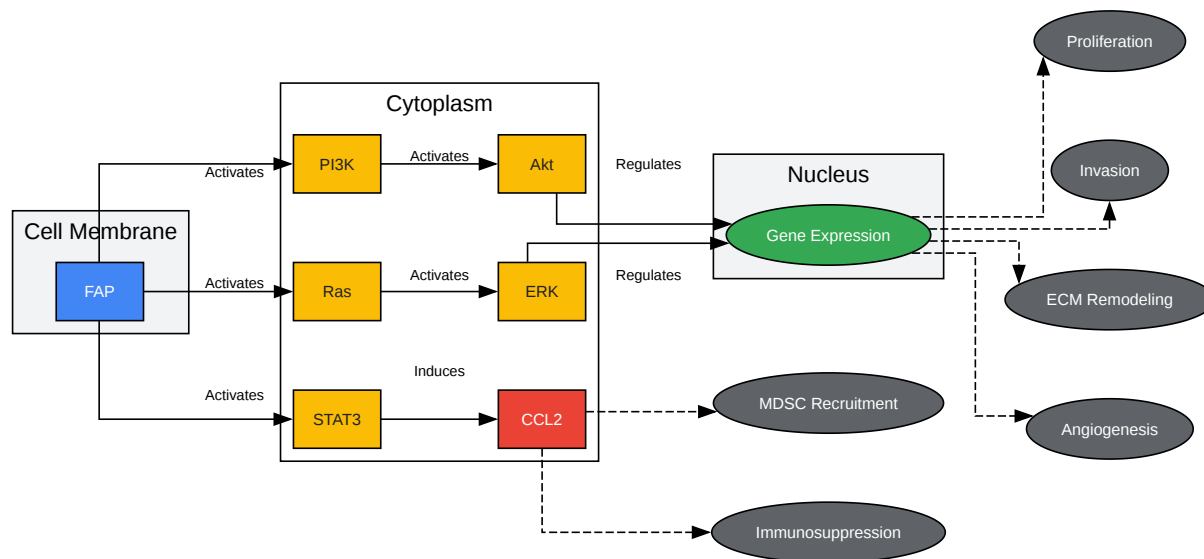 Proliferation
Cytoplasm
PI3K
Activates
Akt
Regulates
Activates
Nucleus
Invasion
Cell Membrane
Gene Expression
FAP
Activates
Ras
Activates
ERK
Regulates
ECM Remodeling
Induces
Activates
STAT3
CCL2
MDSC Recruitment
Angiogenesis
Immunosuppression